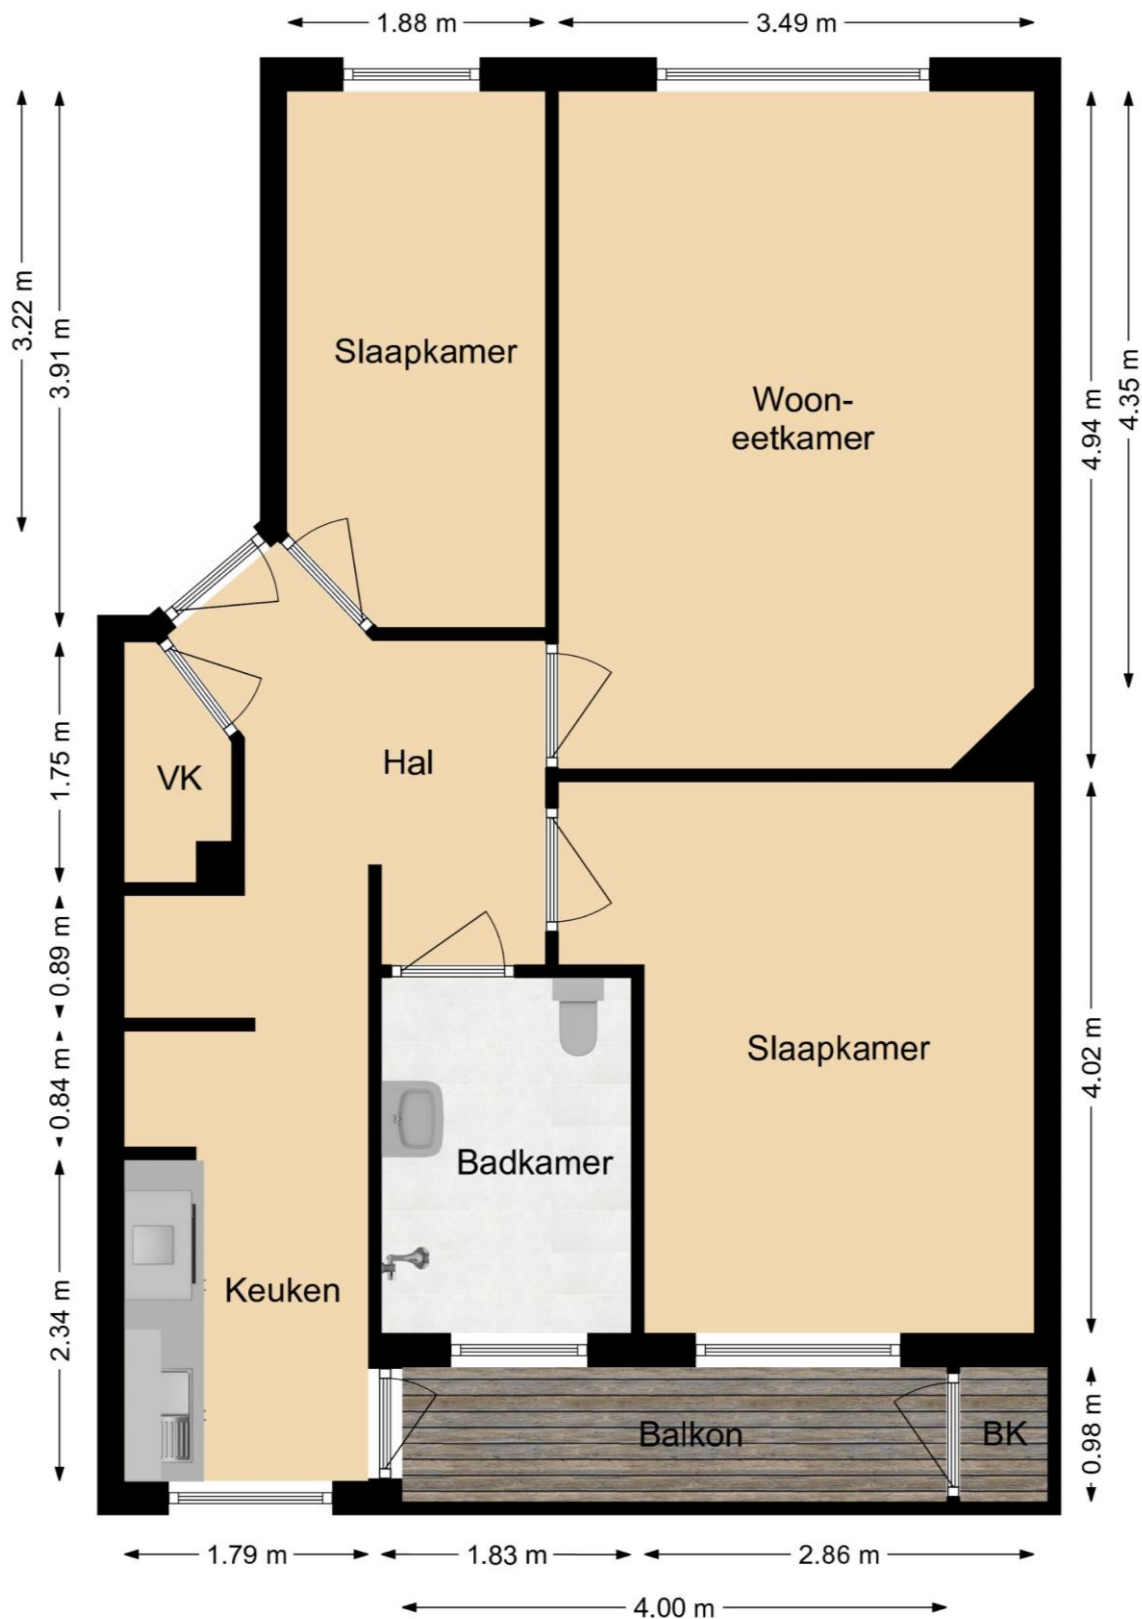 1.88 m
3.49 m
3.22 m
3.91 m
4.35 m
4.94 m
Slaapkamer
Woon-
eetkamer
1.75 m
VK
Hal
0.89 m
0.84 m
4.02 m
Slaapkamer
Badkamer
2.34 m
Keuken
Balkon
BK
0.98 m
1.79 m
1.83 m
2.86 m
4.00 m